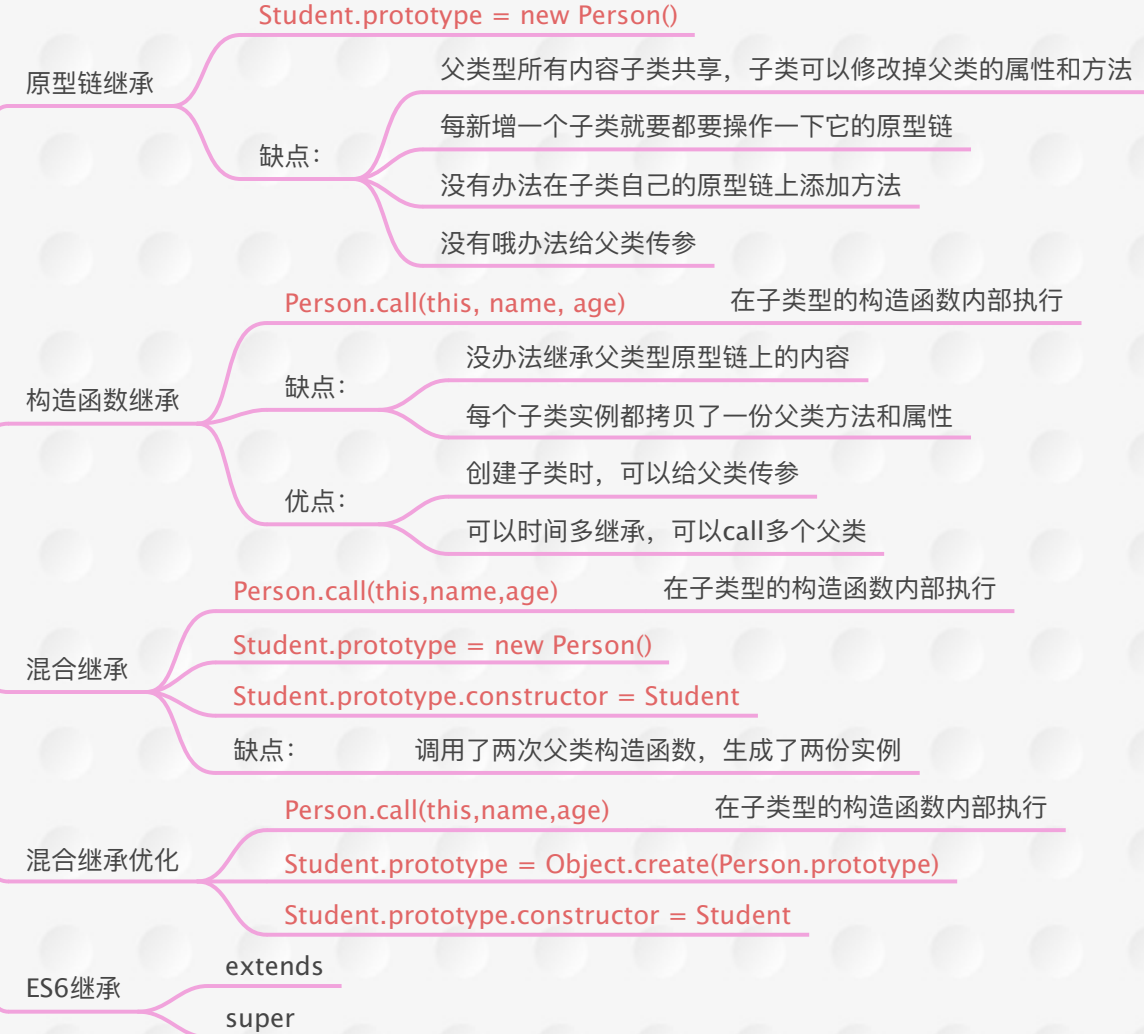 Student.prototype = new Person()
原型链继承
父类型所有内容子类共享，子类可以修改掉父类的属性和方法
每新增一个子类就要都要操作一下它的原型链
缺点：
没有办法在子类自己的原型链上添加方法
没有哦办法给父类传参
Person.call(this, name, age) 在子类型的构造函数内部执行
没办法继承父类型原型链上的内容
缺点：
构造函数继承
每个子类实例都拷贝了一份父类方法和属性
创建子类时，可以给父类传参
优点：
可以时间多继承，可以call多个父类
Person.call(this,name,age) 在子类型的构造函数内部执行
Student.prototype = new Person()
混合继承
Student.prototype.constructor = Student
缺点： 调用了两次父类构造函数，生成了两份实例
Person.call(this,name,age) 在子类型的构造函数内部执行
混合继承优化
Student.prototype = Object.create(Person.prototype)
Student.prototype.constructor = Student
extends
ES6继承
super